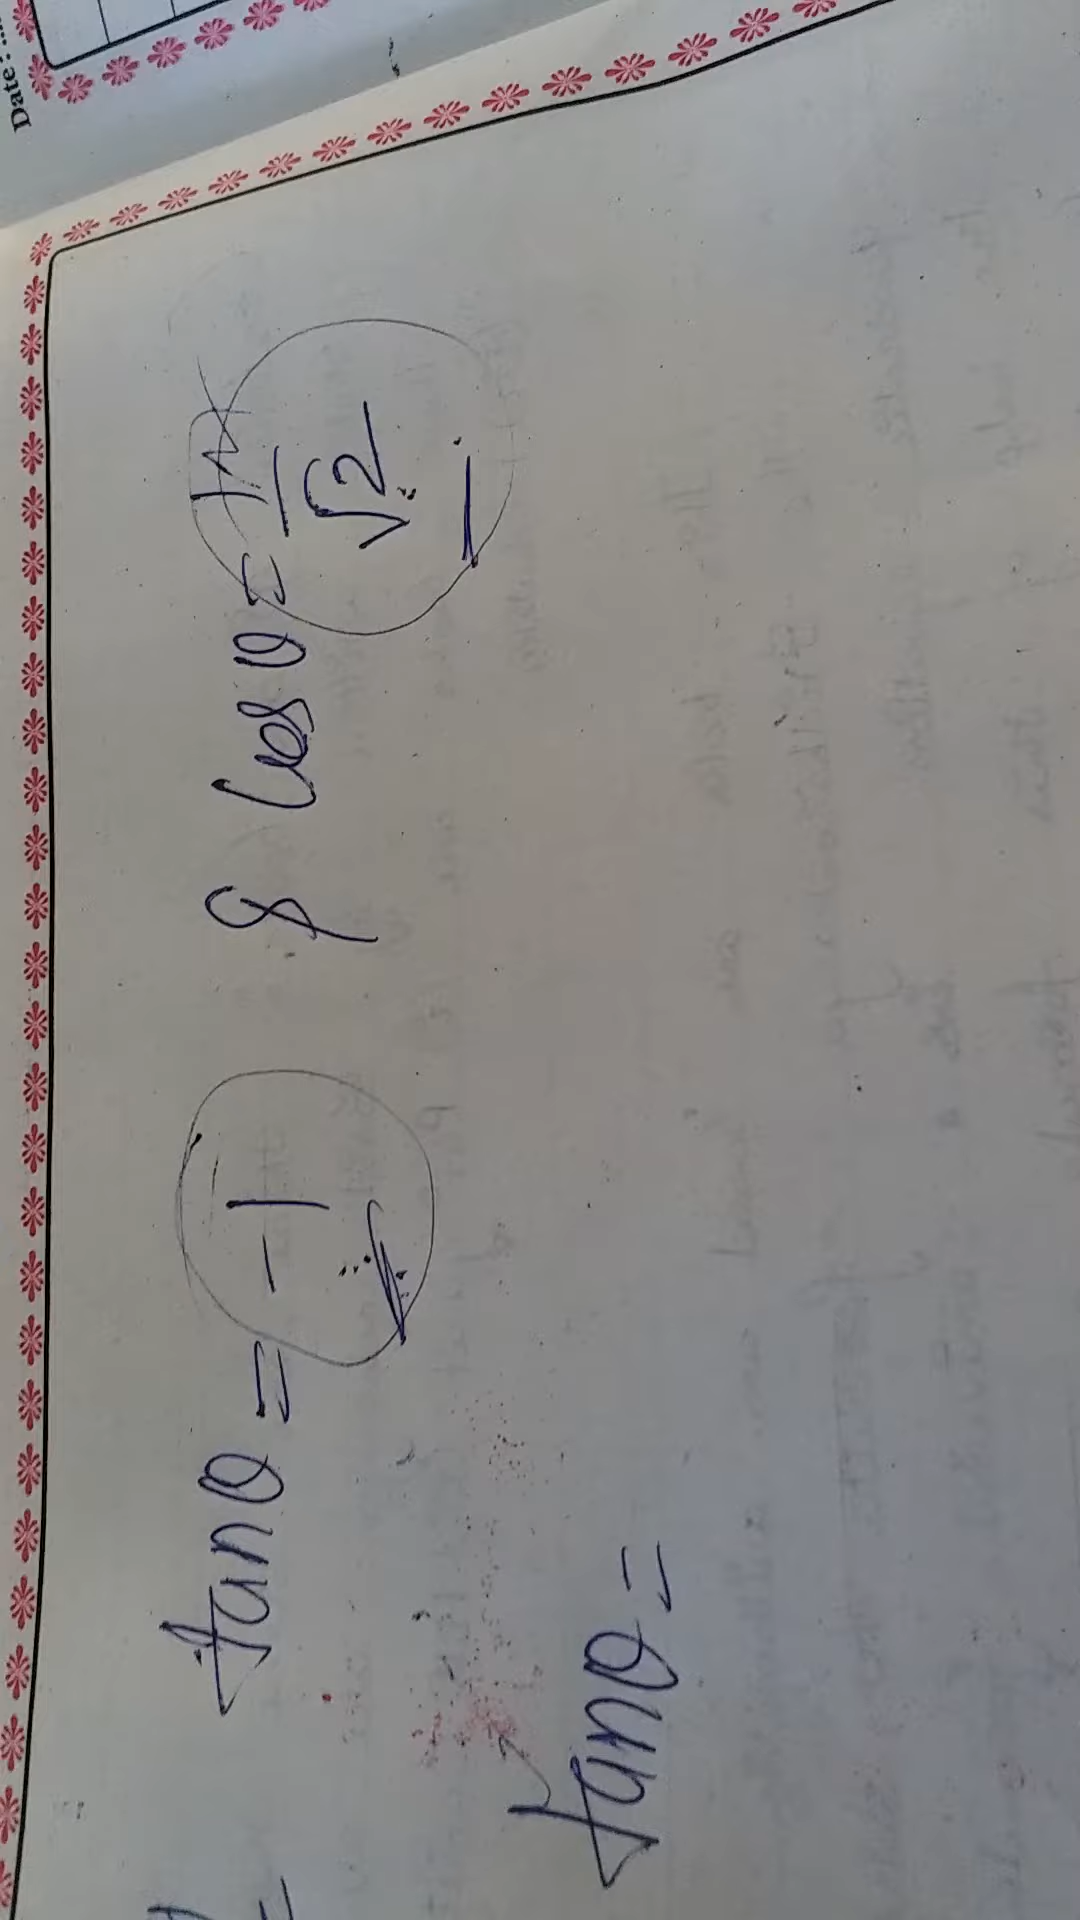 Date:
tanθ = -1 & cosθ = 1/√2
tanθ =